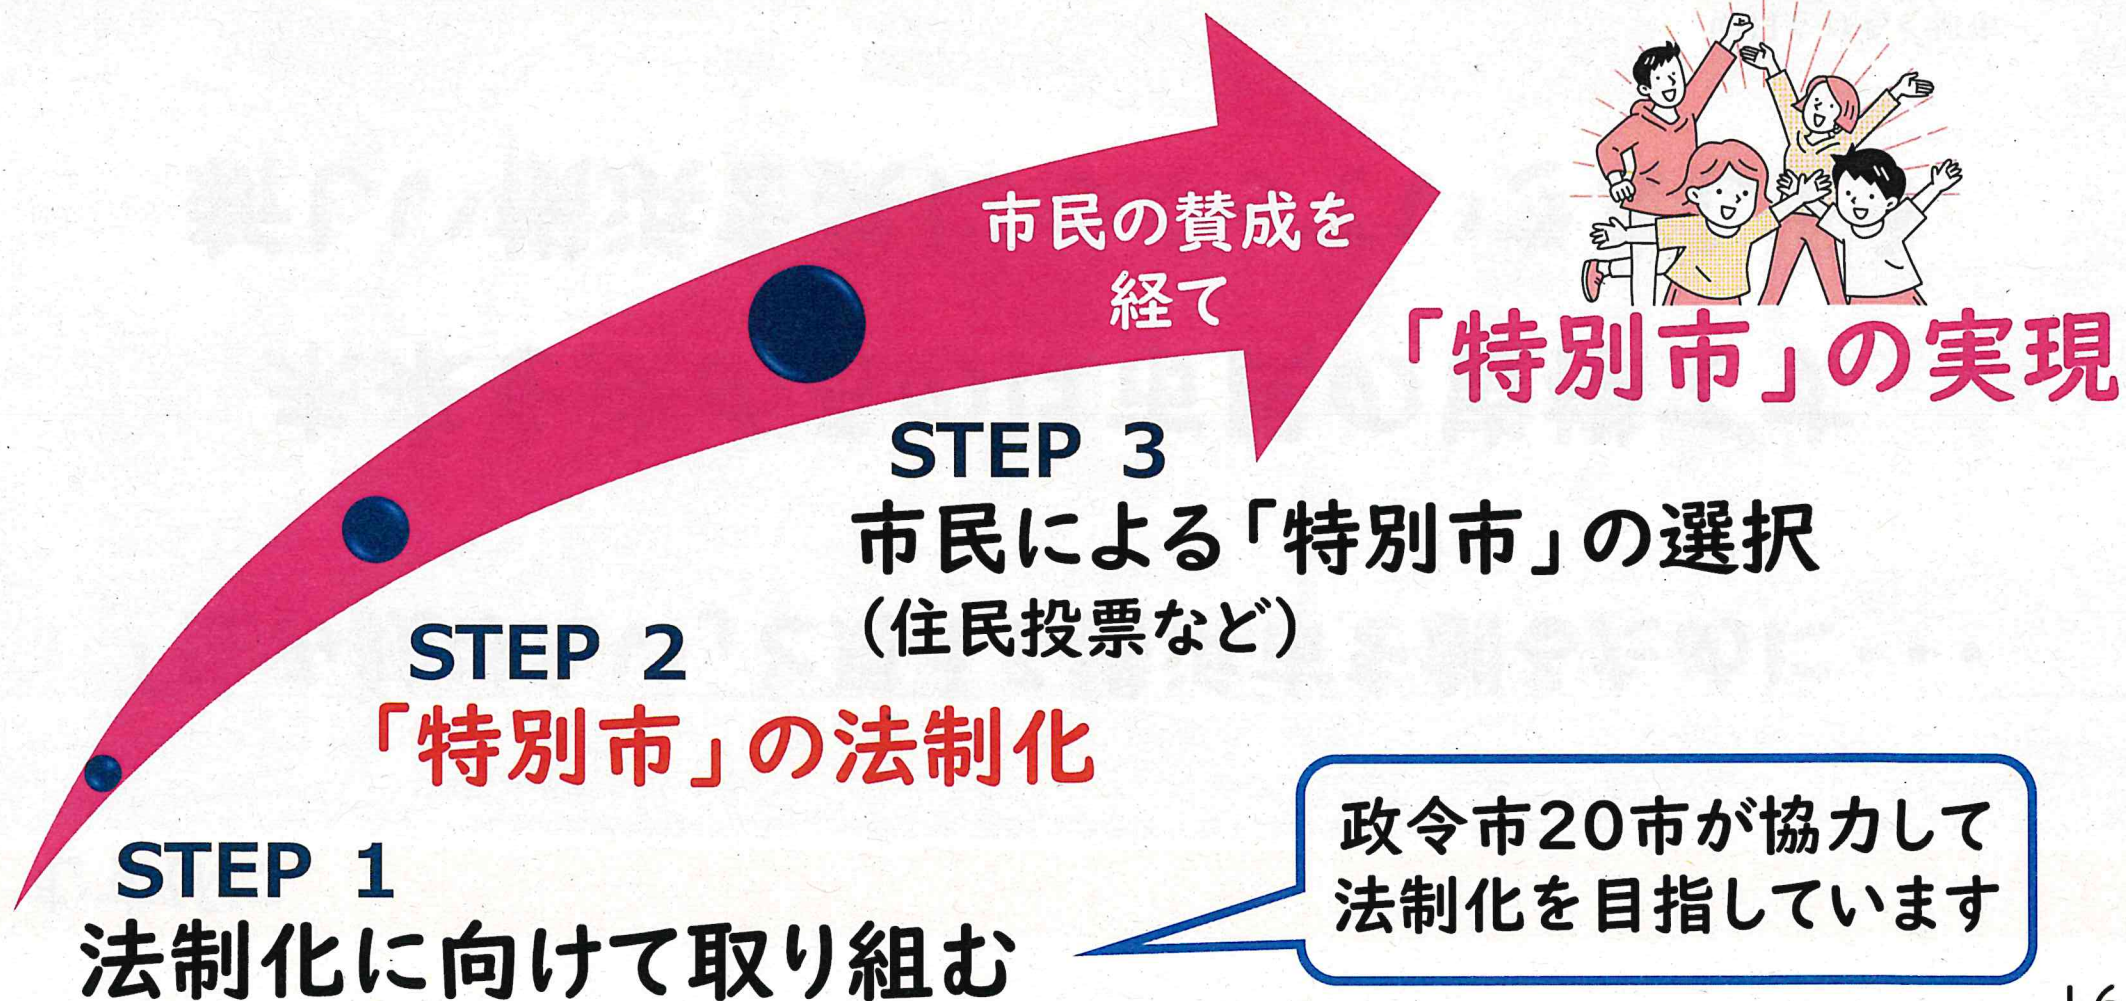 市民の賛成を
経て
「特別市」の実現
STEP 3
市民による「特別市」の選択
(住民投票など)
STEP 2
「特別市」の法制化
STEP 1
法制化に向けて取り組む
政令市20市が協力して
法制化を目指しています